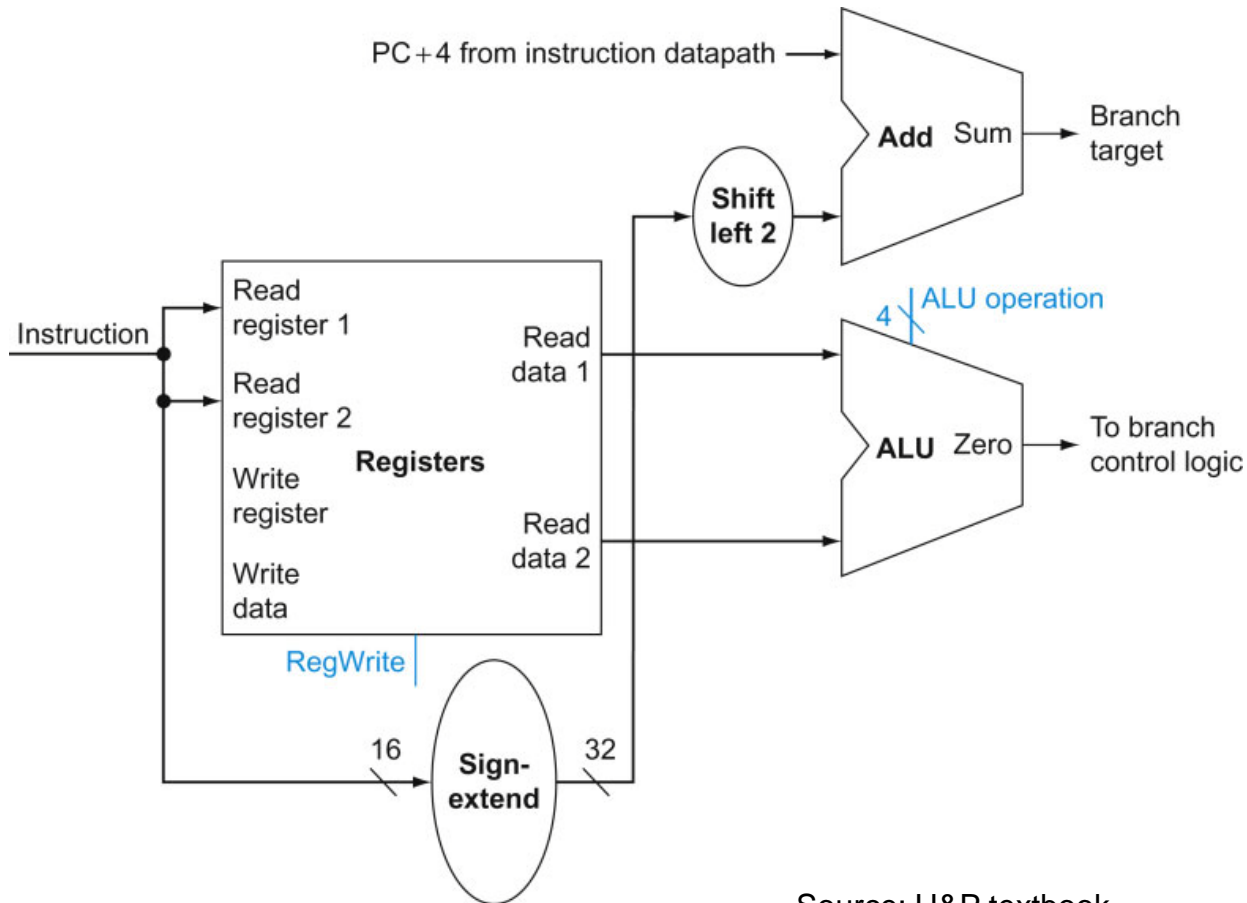 PC+4 from instruction datapath
Add Sum
Branch
target
Shift
left 2
ALU operation
4
Instruction
Read
register 1
Read
data 1
Read
register 2
Registers
ALU Zero
To branch
control logic
Write
register
Read
data 2
Write
data
RegWrite
16
32
Sign-
extend